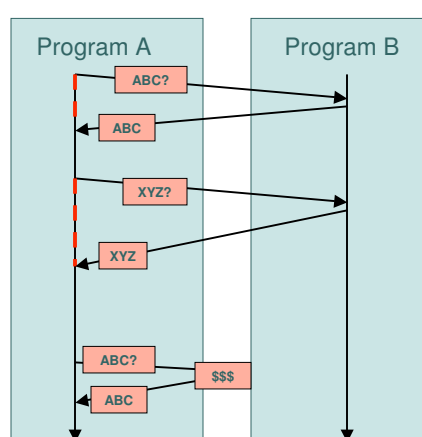 Program A
Program B
ABC?
ABC
XYZ?
XYZ
ABC?
$$$
ABC